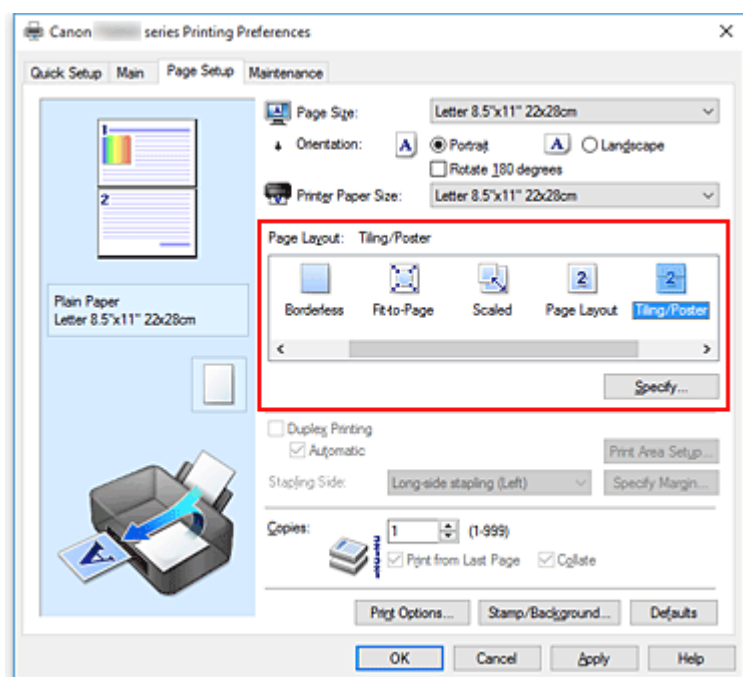 Canon series Printing Preferences
Quick Setup Main Page Setup Maintenance
1
2
Plain Paper
Letter 8.5"x11" 22x28cm
Page Size: Letter 8.5"x11" 22x28cm
Orientation: A Portrait A Landscape
Rotate 180 degrees
Printer Paper Size: Letter 8.5"x11" 22x28cm
Page Layout: Tiling/Poster
2 2
Borderless Fit-to-Page Scaled Page Layout Tiling/Poster
Specify...
Duplex Printing
Automatic Print Area Setup...
Stapling Side: Long-side stapling (Left) Specify Margin...
Copies: 1 (1-999)
Print from Last Page Collate
A
Print Options... Stamp/Background... Defaults
OK Cancel Apply Help